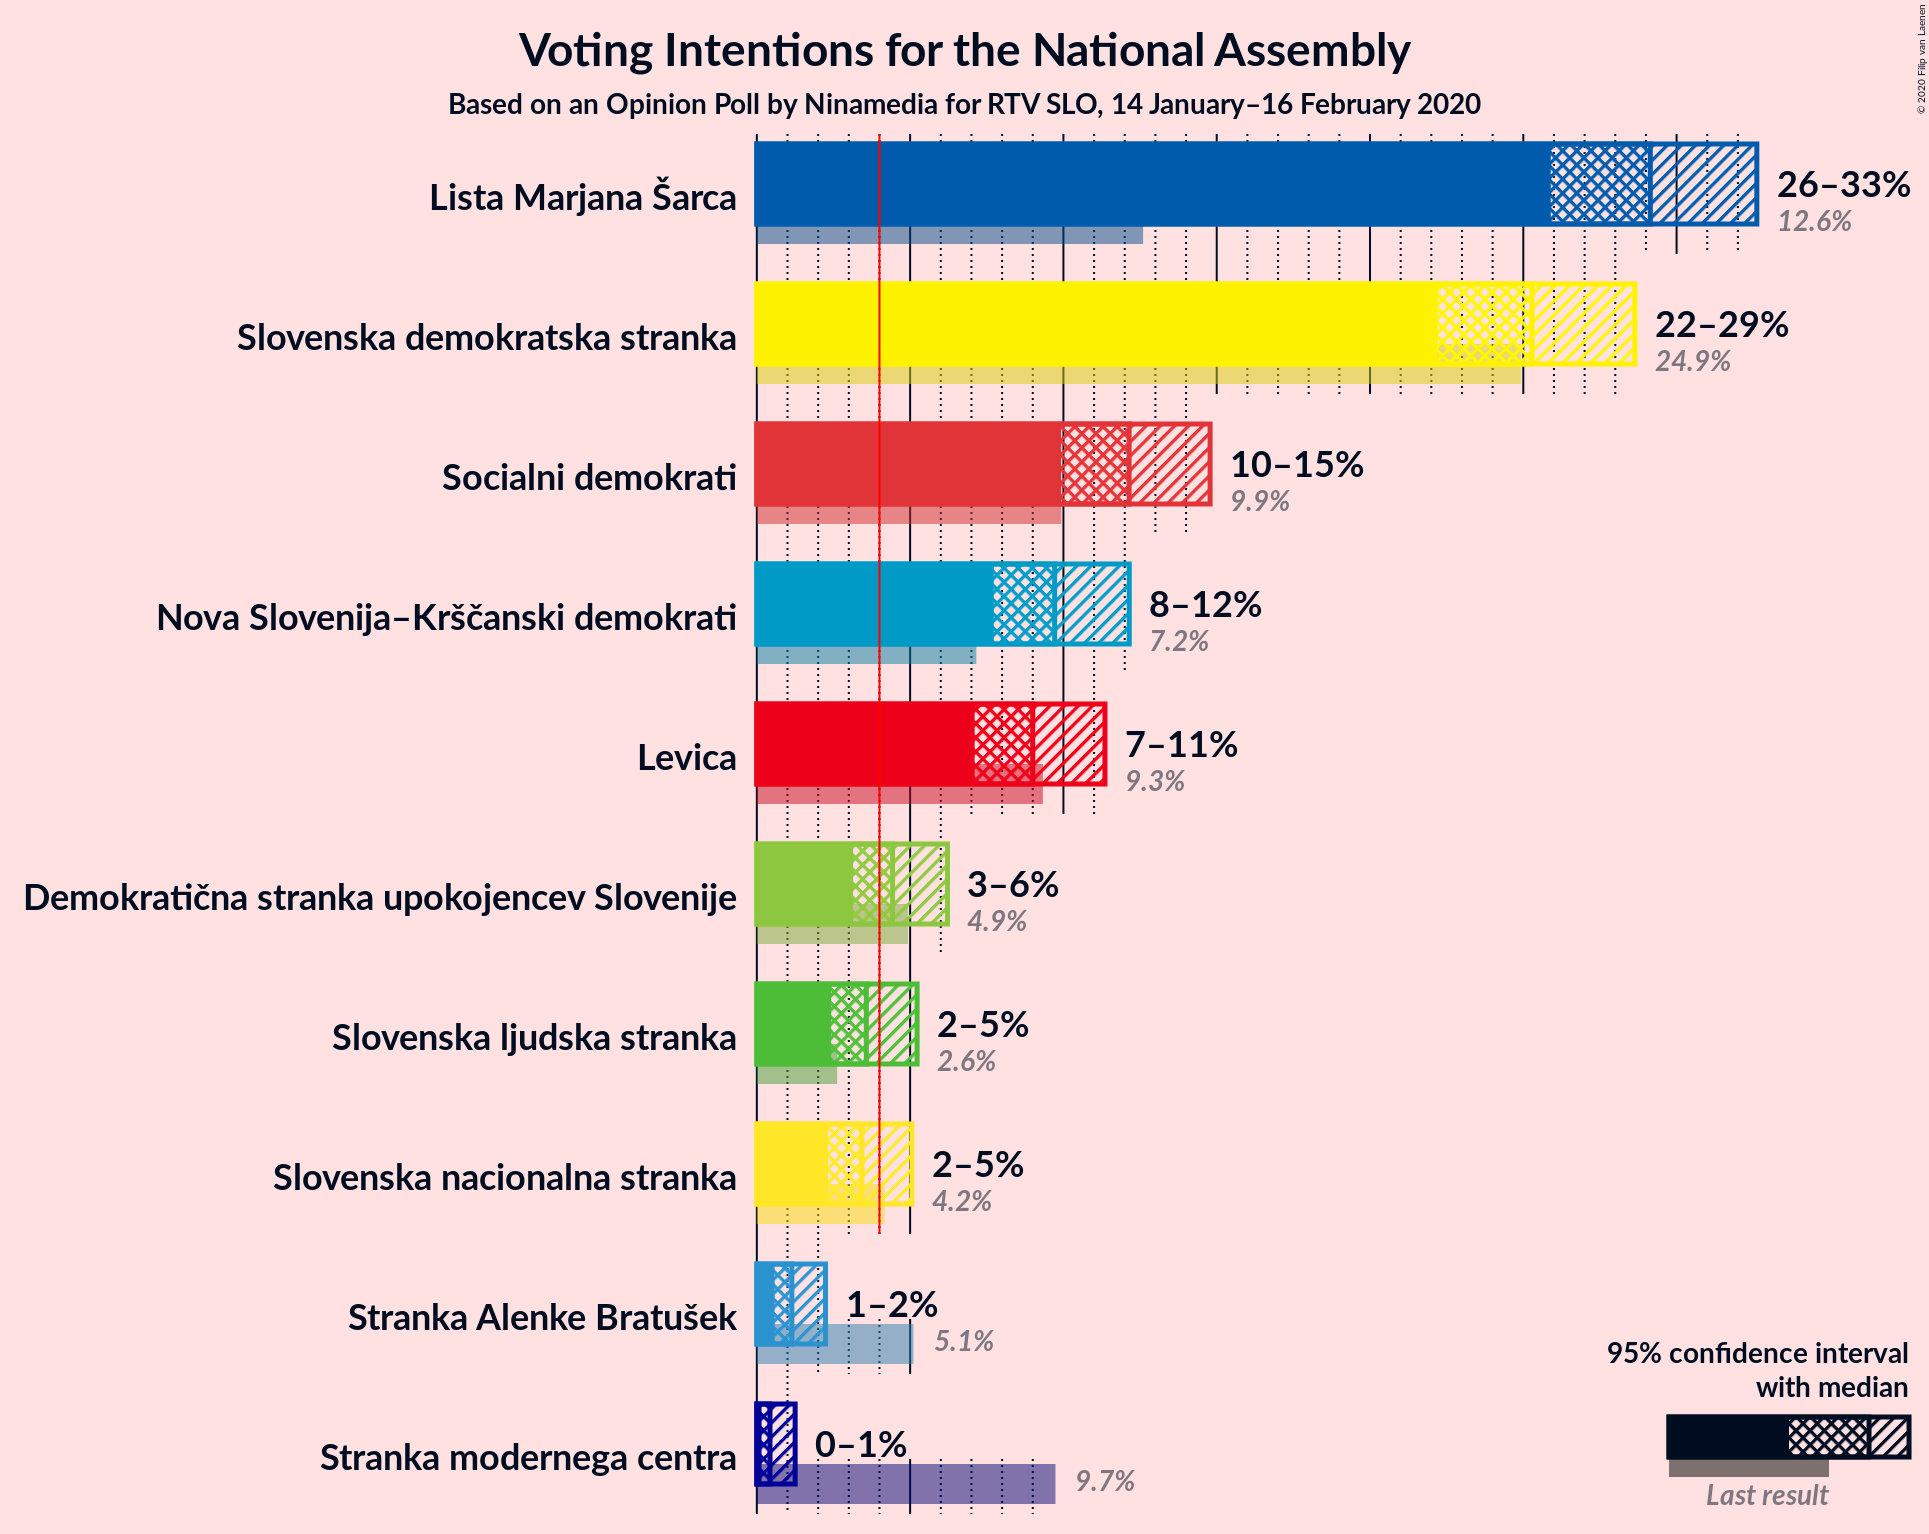 Voting Intentions for the National Assembly
Based on an Opinion Poll by Ninamedia for RTV SLO, 14 January–16 February 2020
© 2020 Filip van Laenen
Lista Marjana Šarca
26–33%
12.6%
Slovenska demokratska stranka
22–29%
24.9%
Socialni demokrati
10–15%
9.9%
Nova Slovenija–Krščanski demokrati
8–12%
7.2%
Levica
7–11%
9.3%
Demokratična stranka upokojencev Slovenije
3–6%
4.9%
Slovenska ljudska stranka
2–5%
2.6%
Slovenska nacionalna stranka
2–5%
4.2%
Stranka Alenke Bratušek
1–2%
5.1%
Stranka modernega centra
0–1%
9.7%
95% confidence interval
with median
Last result